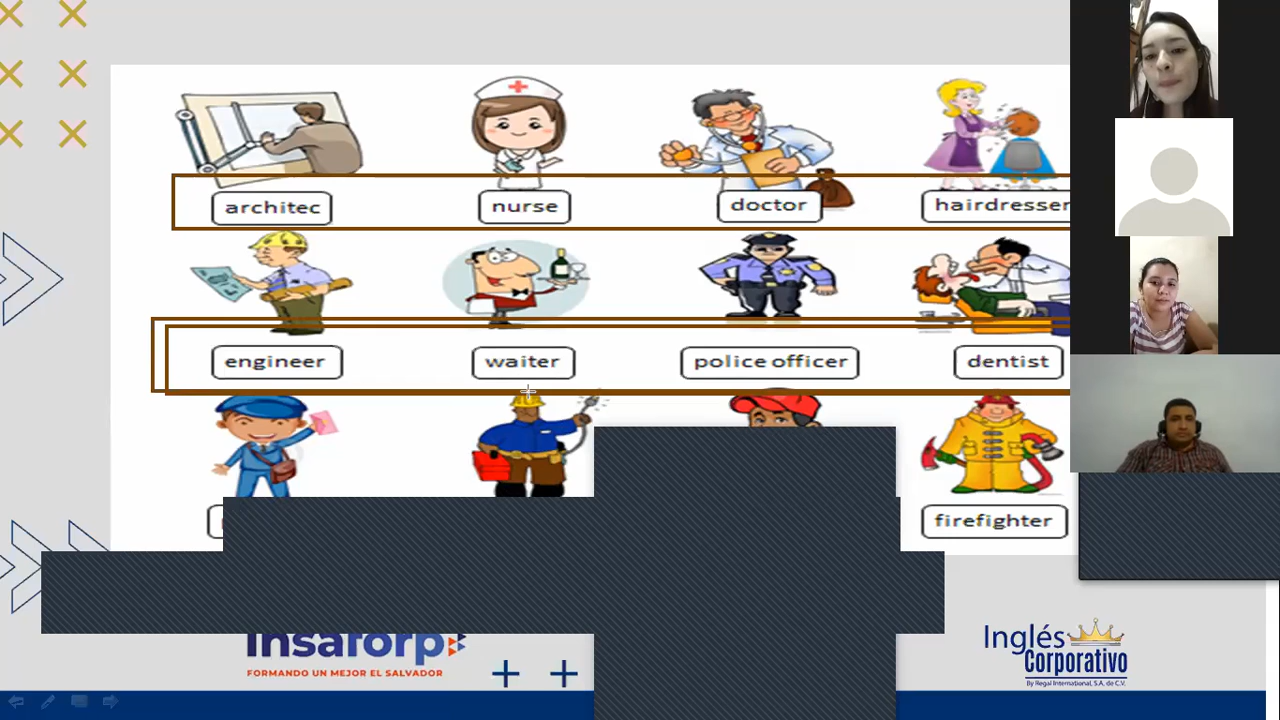 architec nurse doctor hairdresser
engineer waiter police officer dentist
firefighter
insaforp
FORMANDO UN MEJOR EL SALVADOR
Inglés
Corporativo
By Regal International, S.A. de C.V.